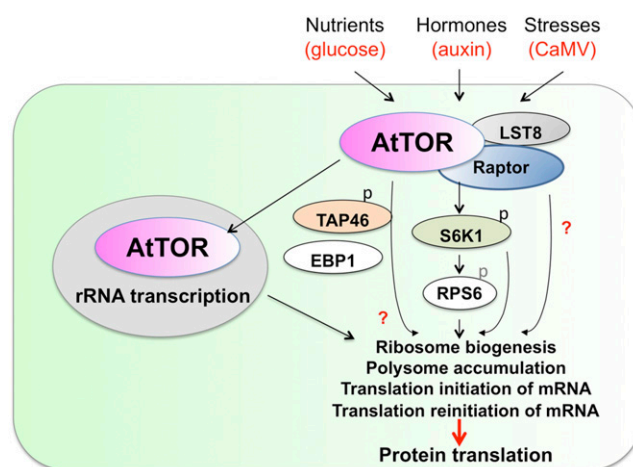 Nutrients Hormones Stresses
(glucose) (auxin) (CaMV)
AtTOR
LST8
Raptor
p
TAP46
EBP1
p
S6K1
p
RPS6
?
?
AtTOR
rRNA transcription
Ribosome biogenesis
Polysome accumulation
Translation initiation of mRNA
Translation reinitiation of mRNA
Protein translation